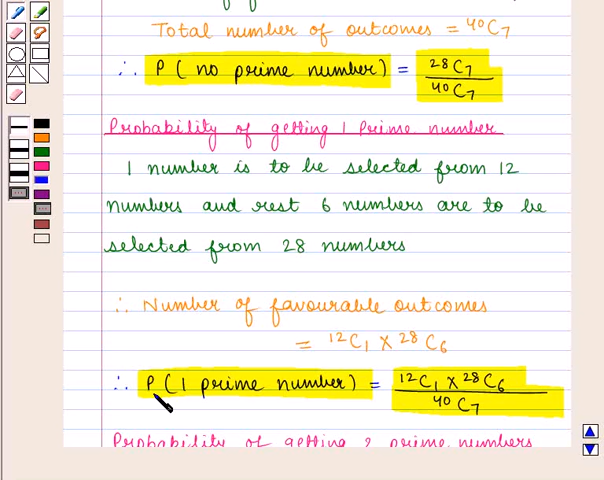 Total number of outcomes = ⁴⁰C₇
∴ P ( no prime number ) = ²⁸C₇ / ⁴⁰C₇
Probability of getting 1 Prime number
1 number is to be selected from 12
numbers and rest 6 numbers are to be
selected from 28 numbers
∴ Number of favourable outcomes
= ¹²C₁ X ²⁸C₆
∴ P ( 1 prime number ) = ¹²C₁ X ²⁸C₆ / ⁴⁰C₇
Probability of getting 2 prime numbers